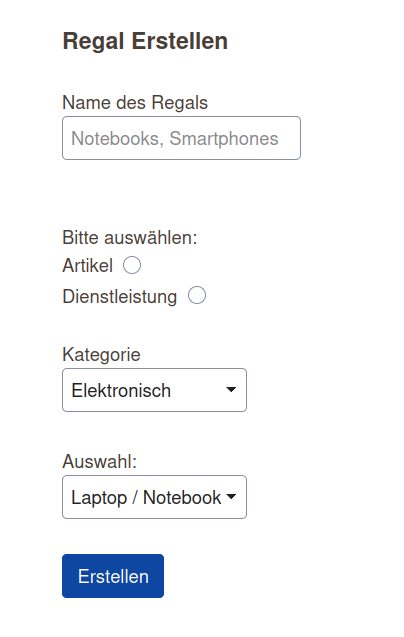 Regal Erstellen
Name des Regals
Notebooks, Smartphones
Bitte auswählen:
Artikel
Dienstleistung
Kategorie
Elektronisch
Auswahl:
Laptop / Notebook
Erstellen